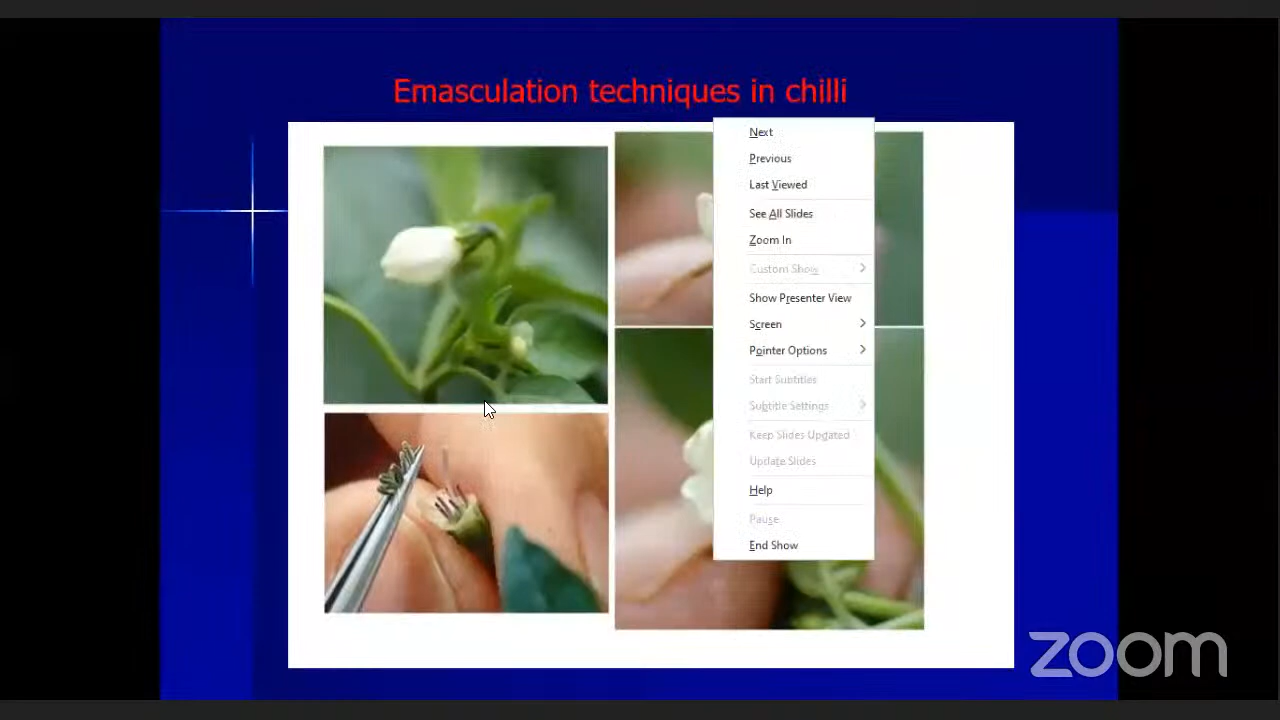 Emasculation techniques in chilli
Next
Previous
Last Viewed
See All Slides
Zoom In
Custom Show
Show Presenter View
Screen
Pointer Options
Start Subtitles
Subtitle Settings
Keep Slides Updated
Update Slides
Help
Pause
End Show
zoom